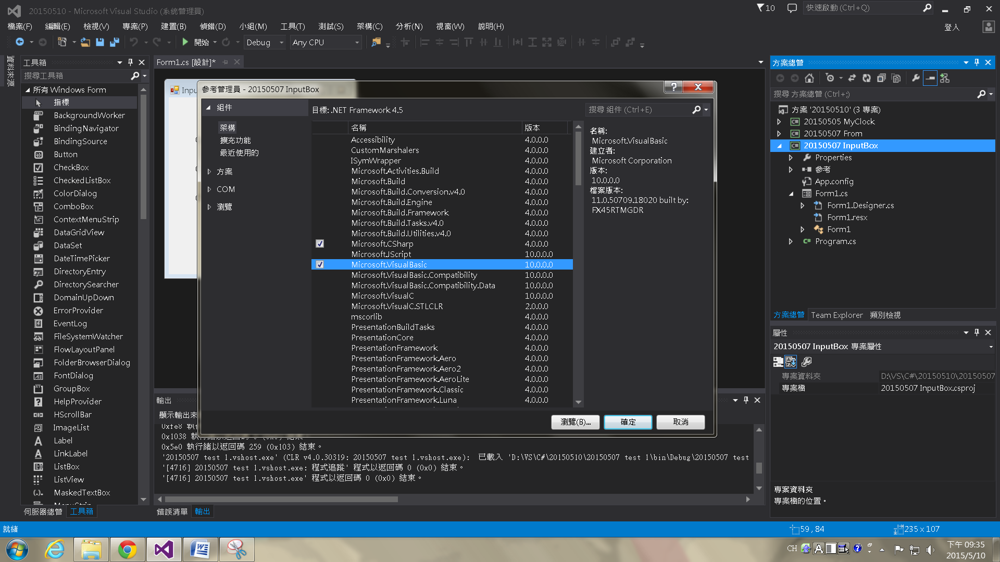 20150510 - Microsoft Visual Studio (系統管理員)
10
快速啟動 (Ctrl+Q)
檔案(F) 編輯(E) 檢視(V) 專案(P) 建置(B) 偵錯(D) 小組(M) 工具(T) 測試(S) 架構(C) 分析(N) 視窗(W) 說明(H)
登入
開始 Debug Any CPU
資料來源
工具箱
搜尋工具箱
所有 Windows Form
指標
BackgroundWorker
BindingNavigator
BindingSource
Button
CheckBox
CheckedListBox
ColorDialog
ComboBox
ContextMenuStrip
DataGridView
DataSet
DateTimePicker
DirectoryEntry
DirectorySearcher
DomainUpDown
ErrorProvider
EventLog
FileSystemWatcher
FlowLayoutPanel
FolderBrowserDialog
FontDialog
GroupBox
HelpProvider
HScrollBar
ImageList
Label
LinkLabel
ListBox
ListView
MaskedTextBox
伺服器總管 工具箱
Form1.cs [設計]*
參考管理員 - 20150507 InputBox
組件
架構
擴充功能
最近使用的
方案
COM
瀏覽
目標: .NET Framework 4.5
搜尋 組件 (Ctrl+E)
名稱 版本
Accessibility 4.0.0.0
CustomMarshalers 4.0.0.0
ISymWrapper 4.0.0.0
Microsoft.Activities.Build 4.0.0.0
Microsoft.Build 4.0.0.0
Microsoft.Build.Conversion.v4.0 4.0.0.0
Microsoft.Build.Engine 4.0.0.0
Microsoft.Build.Framework 4.0.0.0
Microsoft.Build.Tasks.v4.0 4.0.0.0
Microsoft.Build.Utilities.v4.0 4.0.0.0
Microsoft.CSharp 4.0.0.0
Microsoft.JScript 10.0.0.0
Microsoft.VisualBasic 10.0.0.0
Microsoft.VisualBasic.Compatibility 10.0.0.0
Microsoft.VisualBasic.Compatibility.Data 10.0.0.0
Microsoft.VisualC 10.0.0.0
Microsoft.VisualC.STLCLR 2.0.0.0
mscorlib 4.0.0.0
PresentationBuildTasks 4.0.0.0
PresentationCore 4.0.0.0
PresentationFramework 4.0.0.0
PresentationFramework.Aero 4.0.0.0
PresentationFramework.Aero2 4.0.0.0
PresentationFramework.AeroLite 4.0.0.0
PresentationFramework.Classic 4.0.0.0
PresentationFramework.Luna 4.0.0.0
名稱:
Microsoft.VisualBasic
建立者:
Microsoft Corporation
版本:
10.0.0.0
檔案版本:
11.0.50709.18020 built by:
FX45RTMGDR
瀏覽(B)... 確定 取消
輸出
顯示輸出來
0x5e0 執行緒以返回碼 259 (0x103) 結束。
'20150507 test 1.vshost.exe' (CLR v4.0.30319: 20150507 test 1.vshost.exe): 已載入 'D:\VS\C#\20150510\20150507 test 1\bin\Debug\20150507 test
'[4716] 20150507 test 1.vshost.exe: 程式追蹤' 程式以返回碼 0 (0x0) 結束。
'[4716] 20150507 test 1.vshost.exe' 程式以返回碼 0 (0x0) 結束。
錯誤清單 輸出
方案總管
搜尋 方案總管 (Ctrl+;)
方案 '20150510' (3 專案)
20150505 MyClock
20150507 From
20150507 InputBox
Properties
參考
App.config
Form1.cs
Form1.Designer.cs
Form1.resx
Form1
Program.cs
方案總管 Team Explorer 類別檢視
屬性
20150507 InputBox 專案屬性
專案資料夾 D:\VS\C#\20150510\20150507
專案檔 20150507 InputBox.csproj
專案資料夾
專案檔的位置。
就緒 59 , 84 235 x 107
CH
下午 09:35
2015/5/10